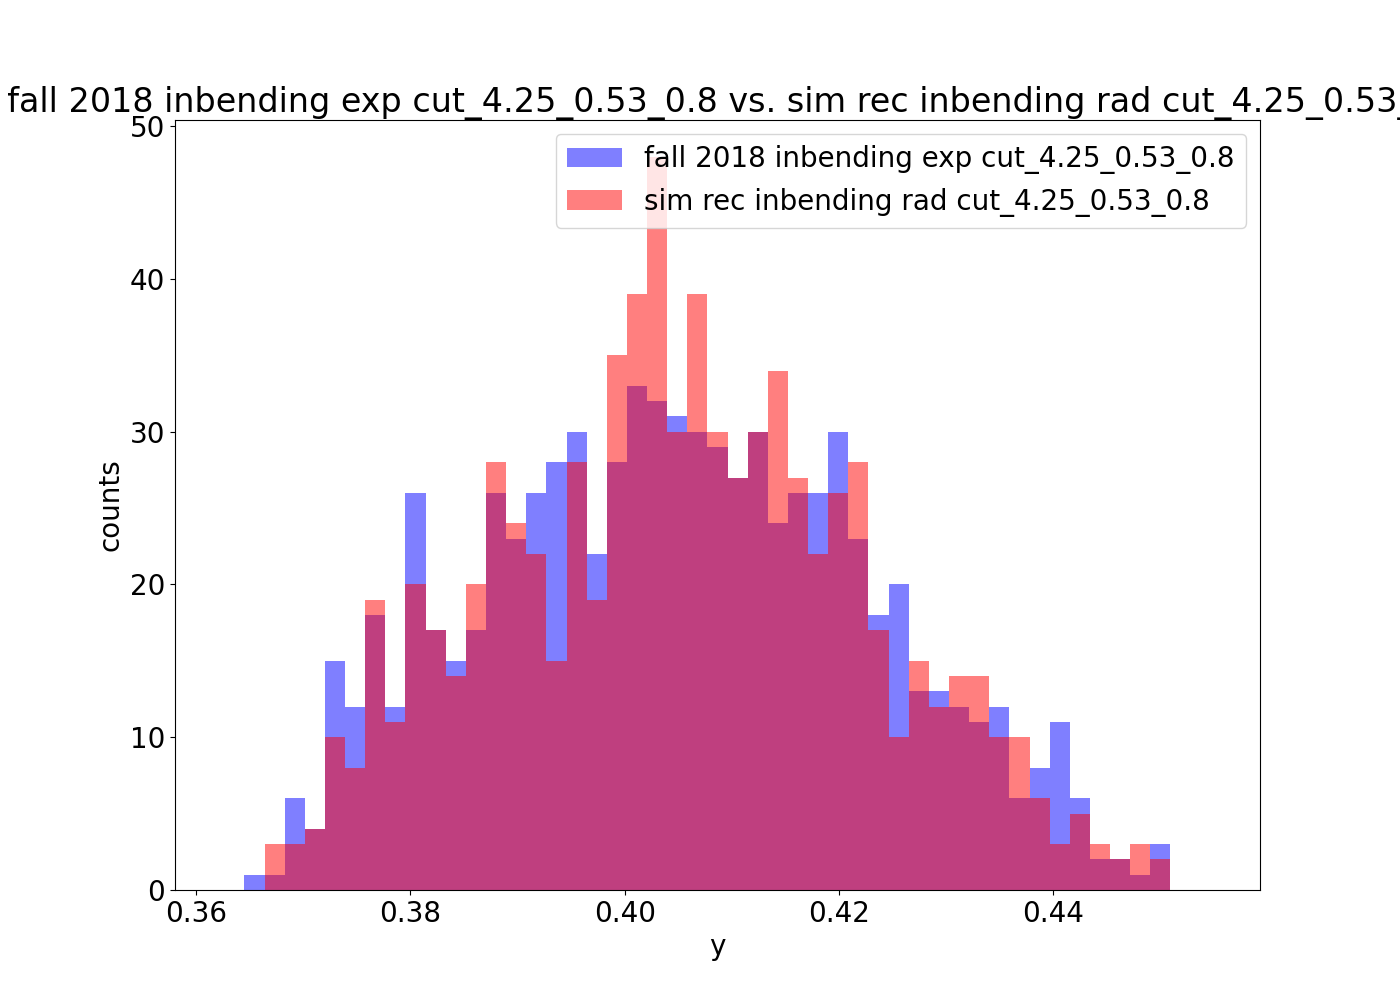 fall 2018 inbending exp cut_4.25_0.53_0.8 vs. sim rec inbending rad cut_4.25_0.53_
fall 2018 inbending exp cut_4.25_0.53_0.8
sim rec inbending rad cut_4.25_0.53_0.8
50
40
30
20
10
0
counts
0.36 0.38 0.40 0.42 0.44
y